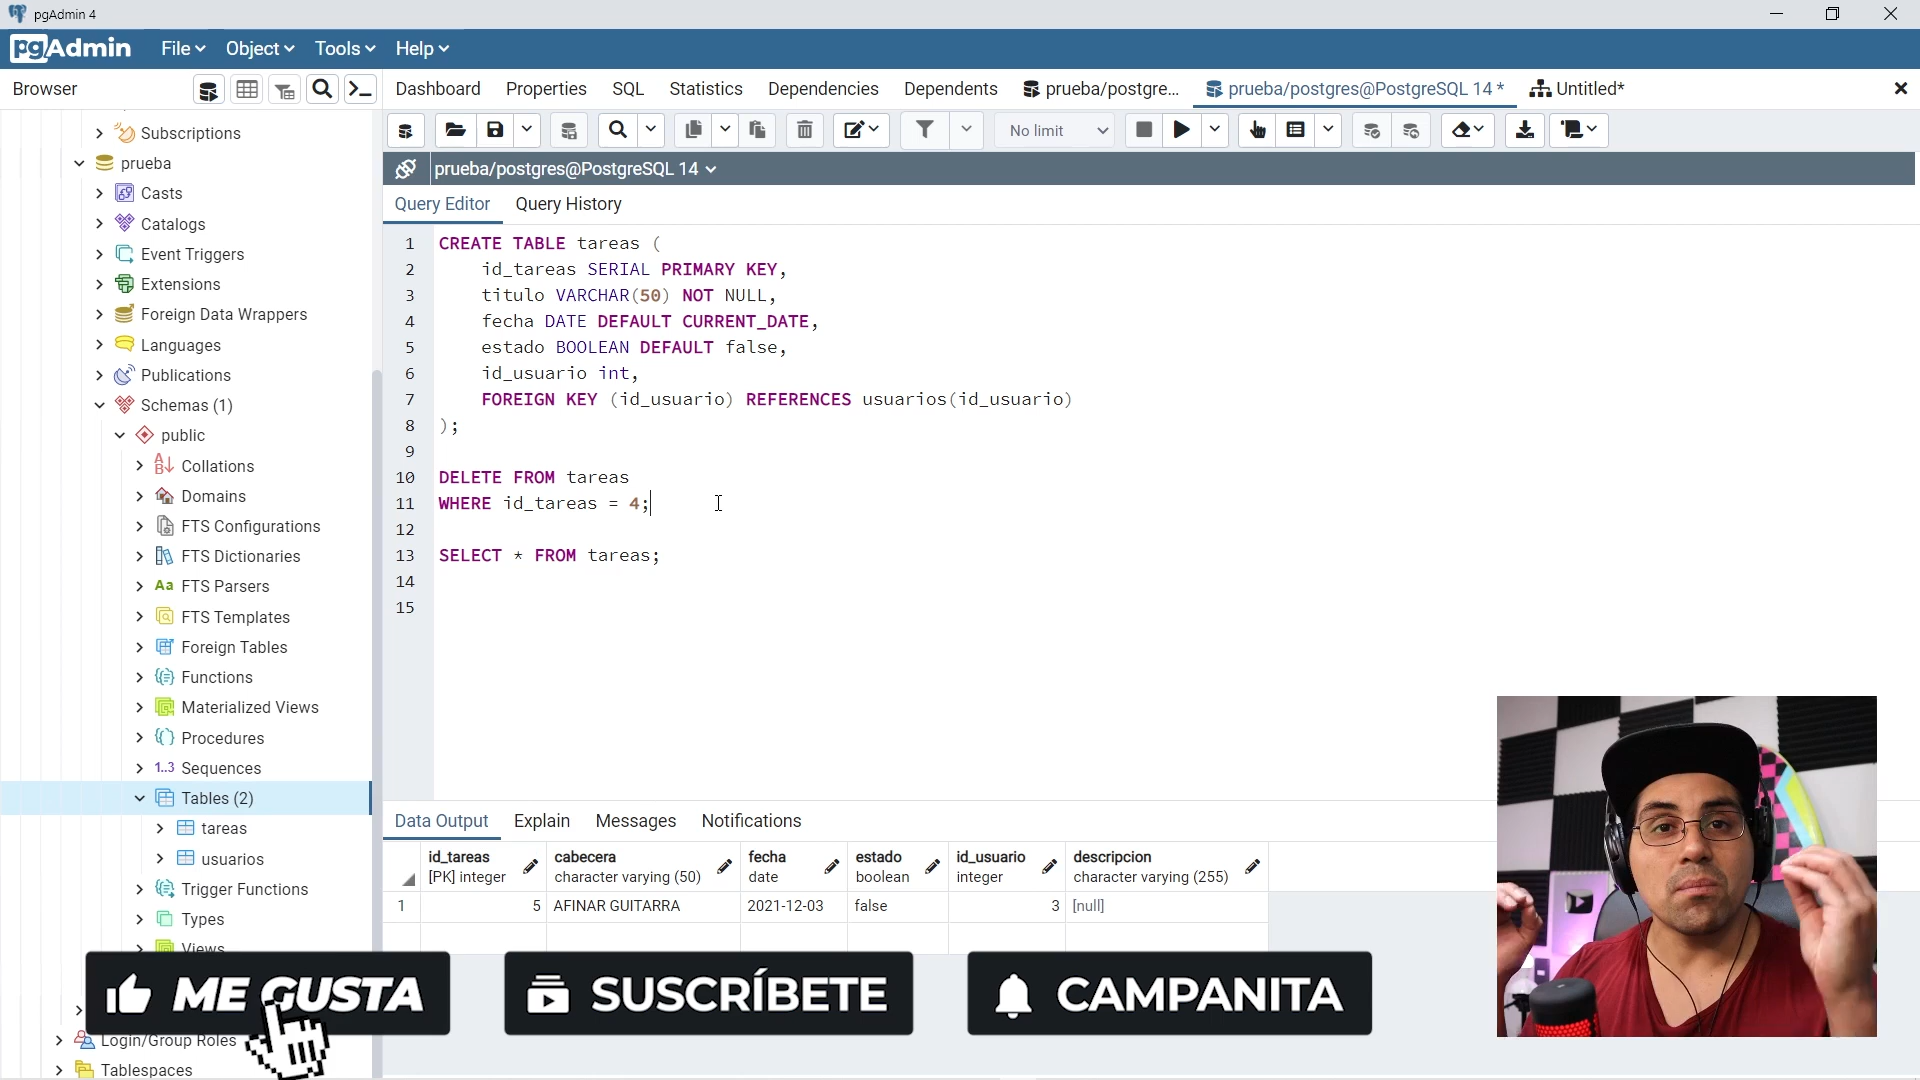 pgAdmin 4
pgAdmin File Object Tools Help
Browser Dashboard Properties SQL Statistics Dependencies Dependents prueba/postgre... prueba/postgres@PostgreSQL 14 * Untitled*
No limit
prueba/postgres@PostgreSQL 14
Query Editor Query History
Subscriptions
prueba
Casts
Catalogs
Event Triggers
Extensions
Foreign Data Wrappers
Languages
Publications
Schemas (1)
public
Collations
Domains
FTS Configurations
FTS Dictionaries
Aa FTS Parsers
FTS Templates
Foreign Tables
Functions
Materialized Views
Procedures
1..3 Sequences
Tables (2)
tareas
usuarios
Trigger Functions
Types
Views
Login/Group Roles
Tablespaces
1 CREATE TABLE tareas (
2 id_tareas SERIAL PRIMARY KEY,
3 titulo VARCHAR(50) NOT NULL,
4 fecha DATE DEFAULT CURRENT_DATE,
5 estado BOOLEAN DEFAULT false,
6 id_usuario int,
7 FOREIGN KEY (id_usuario) REFERENCES usuarios(id_usuario)
8 );
9
10 DELETE FROM tareas
11 WHERE id_tareas = 4;
12
13 SELECT * FROM tareas;
14
15
Data Output Explain Messages Notifications
id_tareas cabecera fecha estado id_usuario descripcion
[PK] integer character varying (50) date boolean integer character varying (255)
1 5 AFINAR GUITARRA 2021-12-03 false 3 [null]
ME GUSTA SUSCRÍBETE CAMPANITA